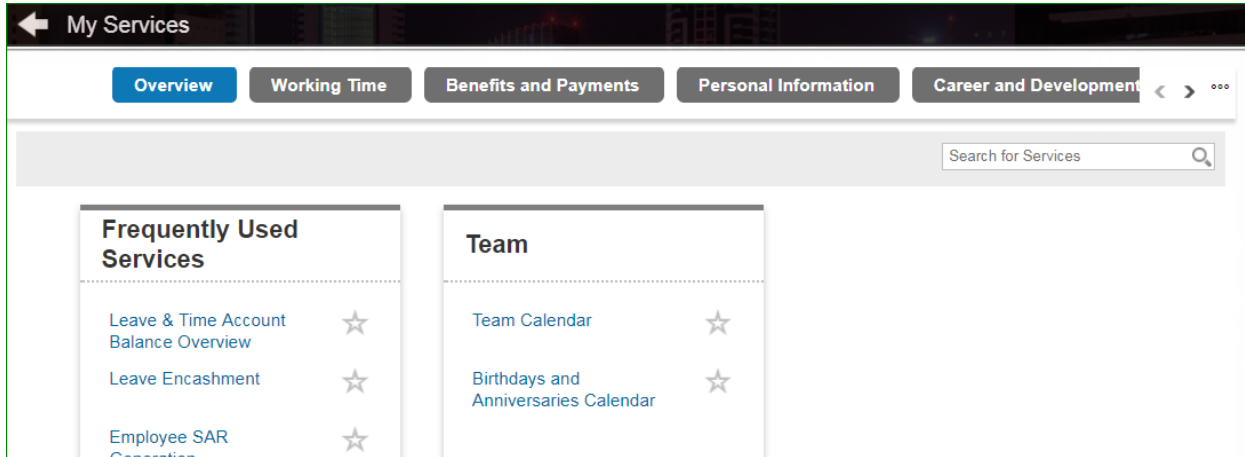 My Services
Overview
Working Time
Benefits and Payments
Personal Information
Career and Development
Search for Services
Frequently Used
Services
Leave & Time Account
Balance Overview
Leave Encashment
Employee SAR
Generation
Team
Team Calendar
Birthdays and
Anniversaries Calendar